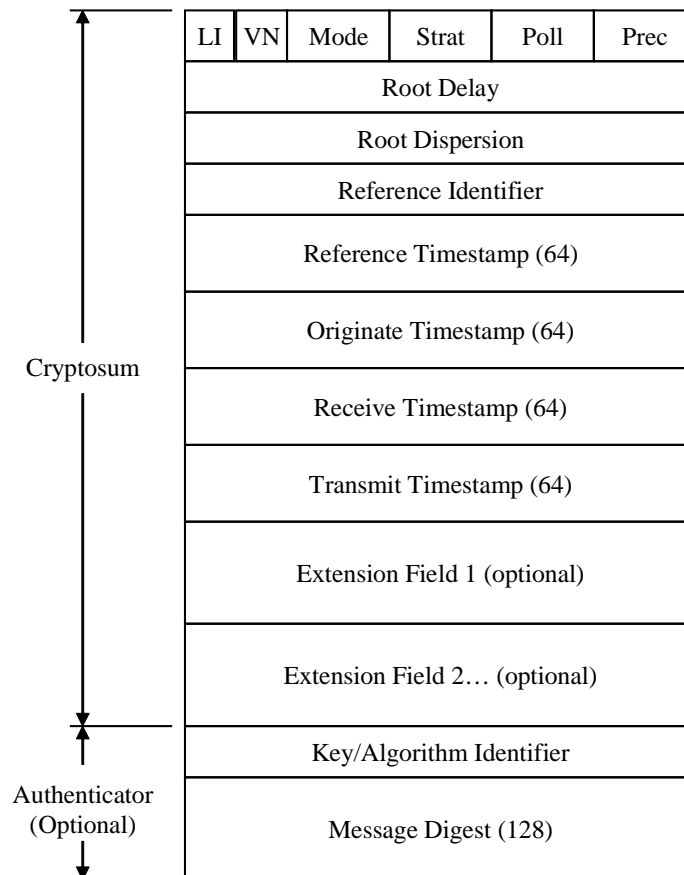 LI VN Mode Strat Poll Prec
Root Delay
Root Dispersion
Reference Identifier
Reference Timestamp (64)
Originate Timestamp (64)
Cryptosum
Receive Timestamp (64)
Transmit Timestamp (64)
Extension Field 1 (optional)
Extension Field 2… (optional)
Key/Algorithm Identifier
Authenticator
(Optional)
Message Digest (128)